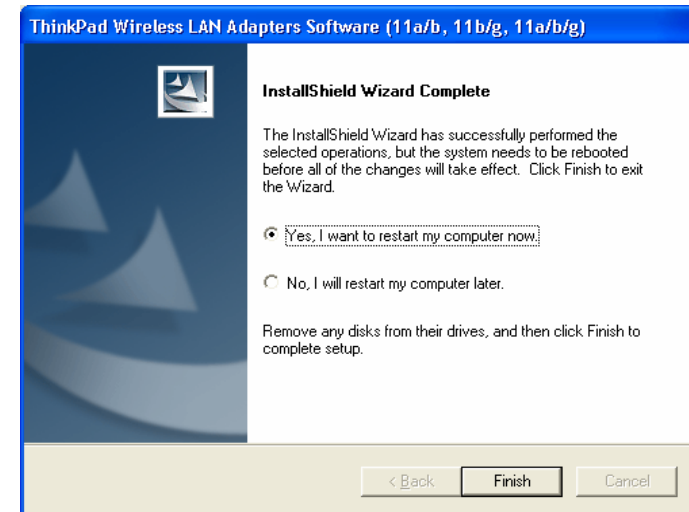 ThinkPad Wireless LAN Adapters Software (11a/b, 11b/g, 11a/b/g)
InstallShield Wizard Complete
The InstallShield Wizard has successfully performed the
selected operations, but the system needs to be rebooted
before all of the changes will take effect.  Click Finish to exit
the Wizard.
Yes, I want to restart my computer now.
No, I will restart my computer later.
Remove any disks from their drives, and then click Finish to
complete setup.
< Back Finish Cancel